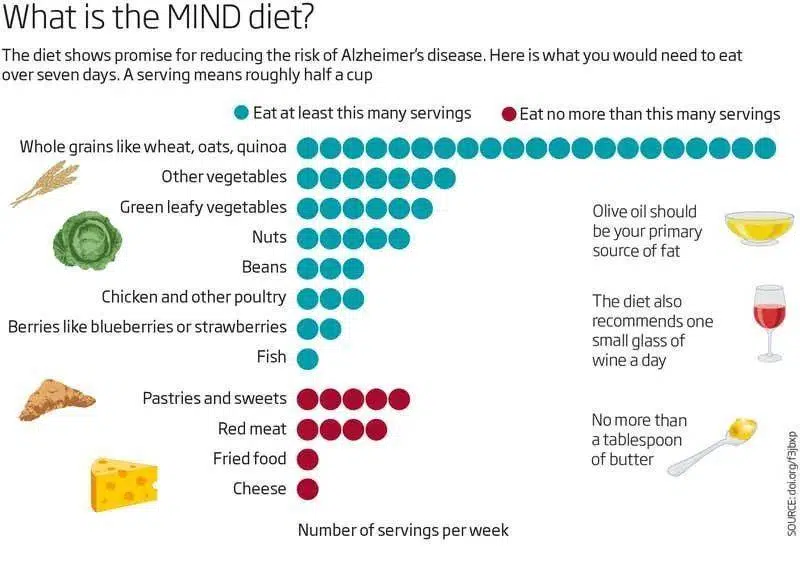 What is the MIND diet?
The diet shows promise for reducing the risk of Alzheimer's disease. Here is what you would need to eat
over seven days. A serving means roughly half a cup
Eat at least this many servings
Eat no more than this many servings
Whole grains like wheat, oats, quinoa
Other vegetables
Green leafy vegetables
Nuts
Beans
Chicken and other poultry
Berries like blueberries or strawberries
Fish
Pastries and sweets
Red meat
Fried food
Cheese
Number of servings per week
Olive oil should
be your primary
source of fat
The diet also
recommends one
small glass of
wine a day
No more than
a tablespoon
of butter
SOURCE: doi.org/f3jbxp